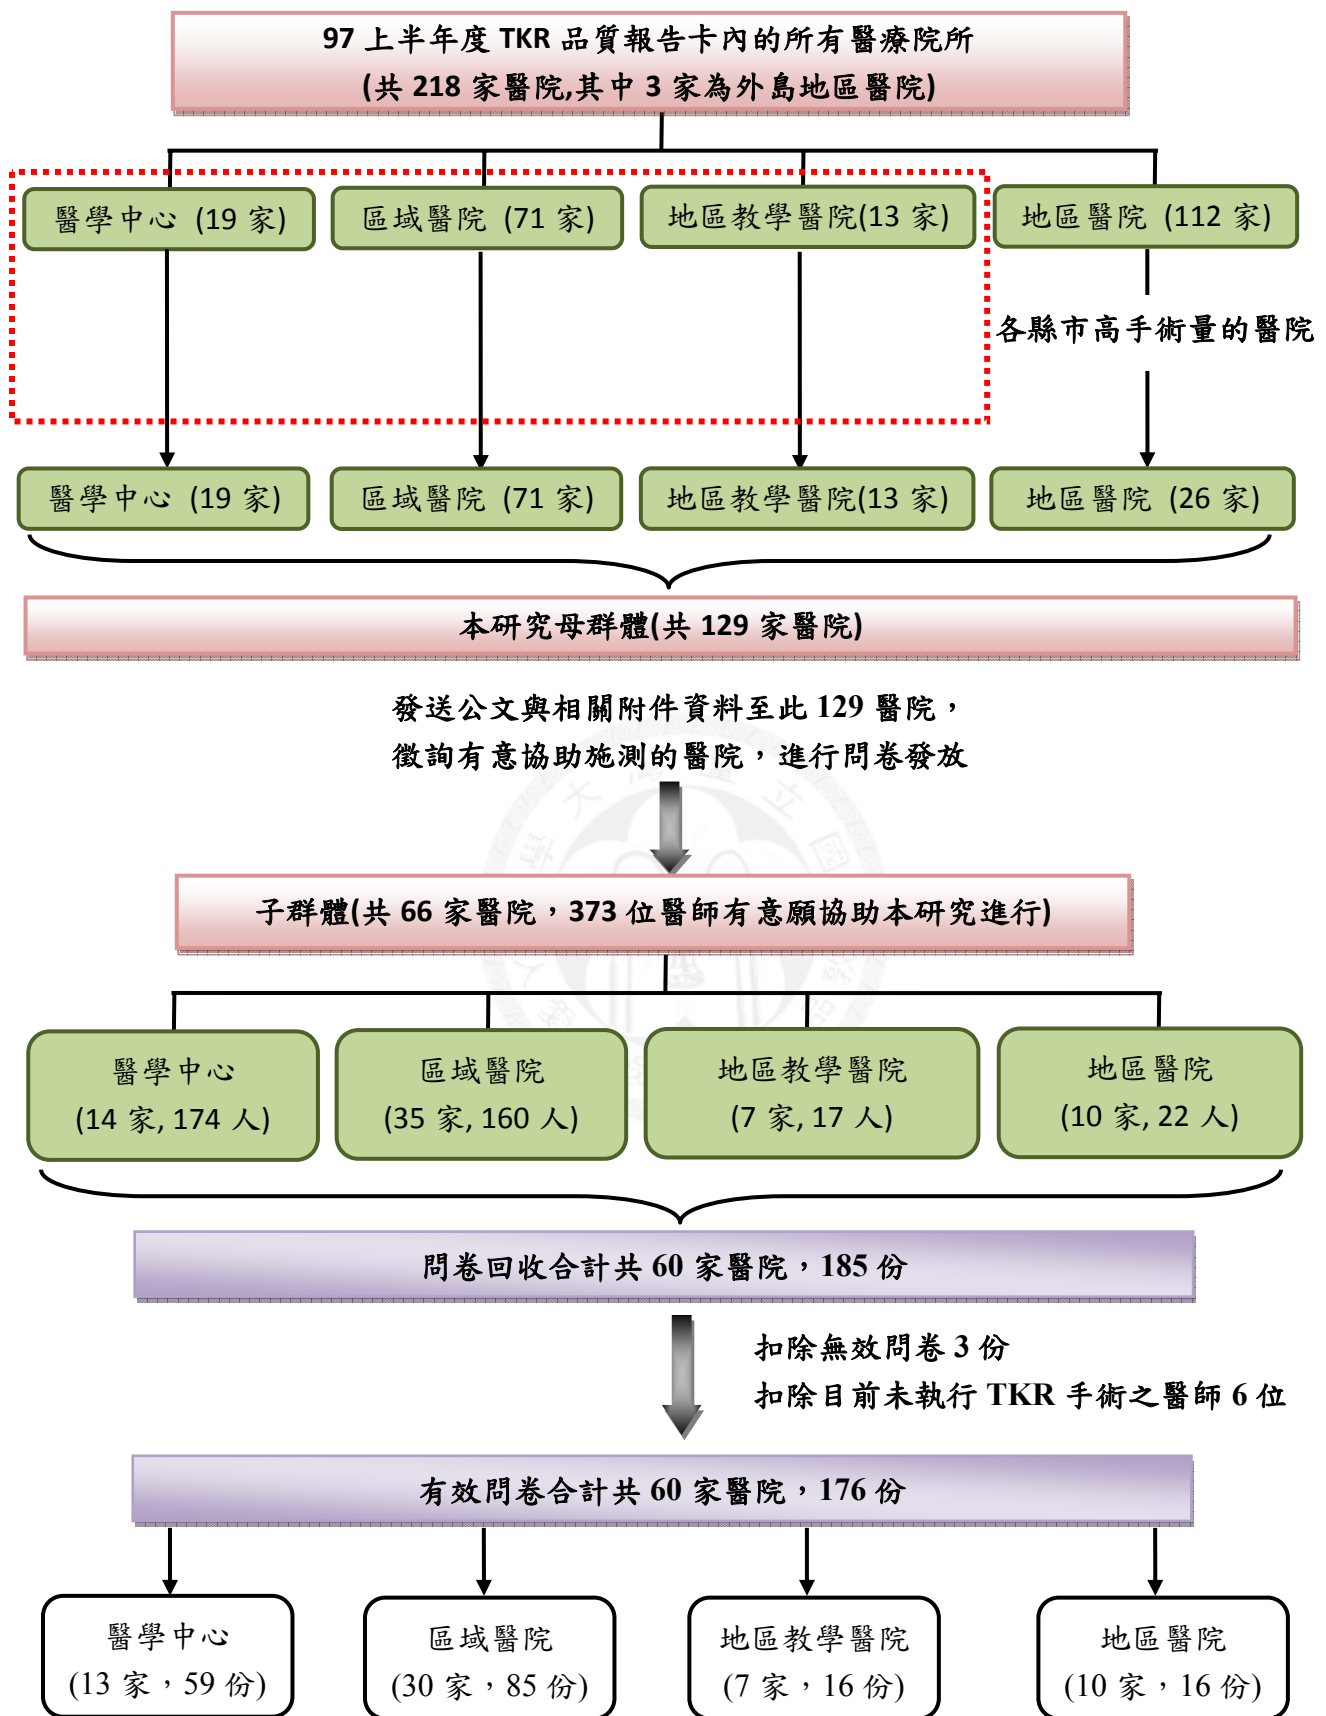 97 上半年度 TKR 品質報告卡內的所有醫療院所
(共 218 家醫院,其中 3 家為外島地區醫院)
醫學中心 (19 家)
區域醫院 (71 家)
地區教學醫院(13 家)
地區醫院 (112 家)
各縣市高手術量的醫院
醫學中心 (19 家)
區域醫院 (71 家)
地區教學醫院(13 家)
地區醫院 (26 家)
本研究母群體(共 129 家醫院)
發送公文與相關附件資料至此 129 醫院，
徵詢有意協助施測的醫院，進行問卷發放
子群體(共 66 家醫院，373 位醫師有意願協助本研究進行)
醫學中心
(14 家, 174 人)
區域醫院
(35 家, 160 人)
地區教學醫院
(7 家, 17 人)
地區醫院
(10 家, 22 人)
問卷回收合計共 60 家醫院，185 份
扣除無效問卷 3 份
扣除目前未執行 TKR 手術之醫師 6 位
有效問卷合計共 60 家醫院，176 份
醫學中心
(13 家，59 份)
區域醫院
(30 家，85 份)
地區教學醫院
(7 家，16 份)
地區醫院
(10 家，16 份)